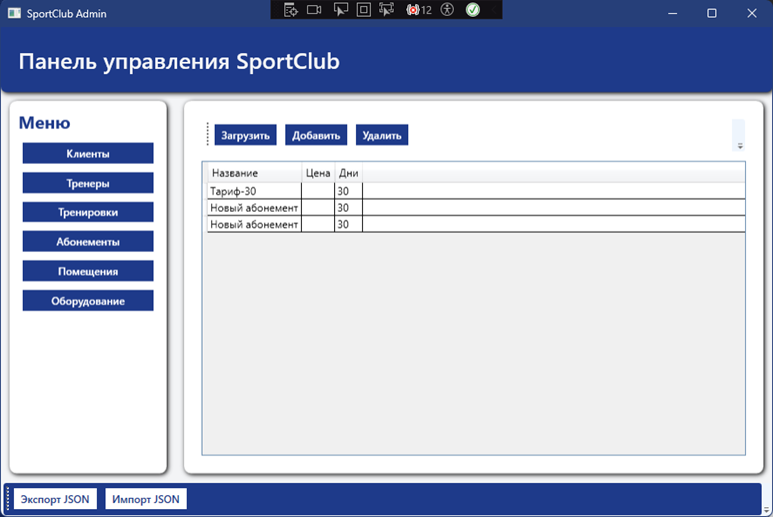 SportClub Admin
12
Панель управления SportClub
Меню
Клиенты
Тренеры
Тренировки
Абонементы
Помещения
Оборудование
Загрузить Добавить Удалить
Название Цена Дни
Тариф-30 30
Новый абонемент 30
Новый абонемент 30
Экспорт JSON Импорт JSON